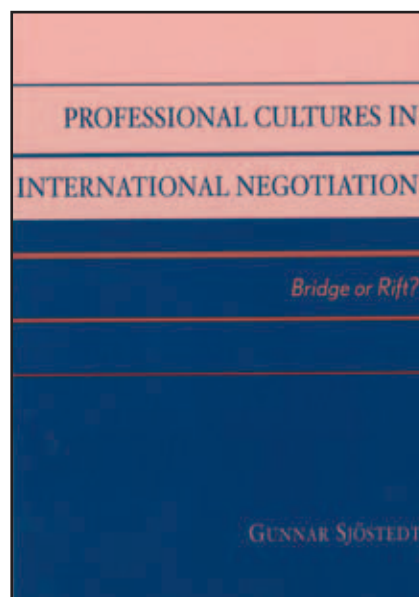 PROFESSIONAL CULTURES IN
INTERNATIONAL NEGOTIATION
Bridge or Rift?
GUNNAR SJÖSTEDT